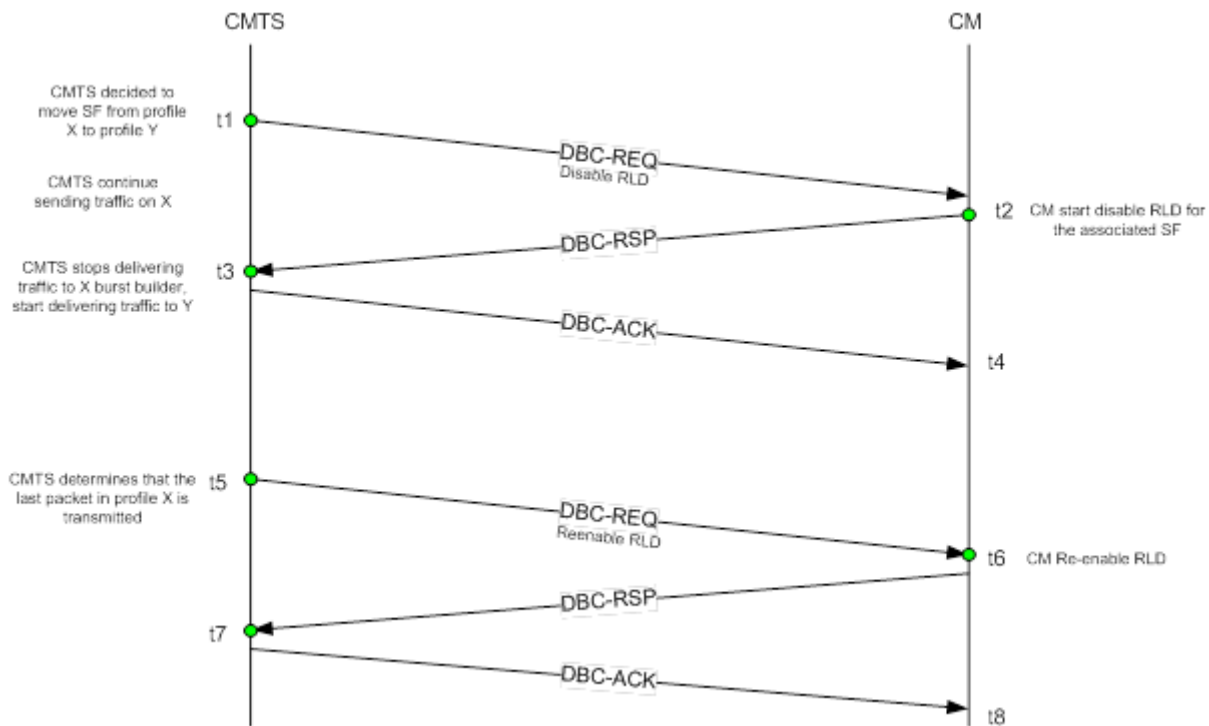 CMTS
CM
CMTS decided to
move SF from profile
X to profile Y
t1
DBC-REQ
Disable RLD
CMTS continue
sending traffic on X
t2
CM start disable RLD for
the associated SF
DBC-RSP
CMTS stops delivering
traffic to X burst builder,
start delivering traffic to Y
t3
DBC-ACK
t4
CMTS determines that the
last packet in profile X is
transmitted
t5
DBC-REQ
Reenable RLD
t6
CM Re-enable RLD
DBC-RSP
t7
DBC-ACK
t8